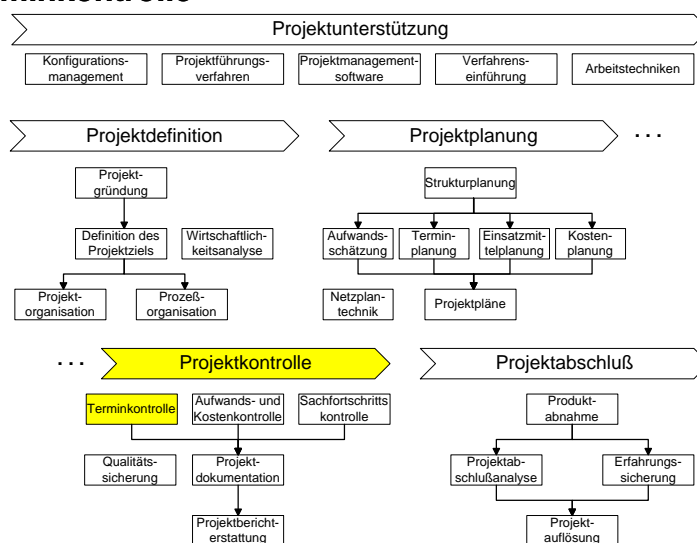 Projektunterstützung
Konfigurations-
management
Projektführungs-
verfahren
Projektmanagement-
software
Verfahrens-
einführung
Arbeitstechniken
Projektdefinition
Projektplanung
. . .
Projekt-
gründung
Definition des
Projektziels
Wirtschaftlich-
keitsanalyse
Projekt-
organisation
Prozeß-
organisation
Strukturplanung
Aufwands-
schätzung
Termin-
planung
Einsatzmit-
telplanung
Kosten-
planung
Netzplan-
technik
Projektpläne
. . .
Projektkontrolle
Projektabschluß
Terminkontrolle
Aufwands- und
Kostenkontrolle
Sachfortschritts
kontrolle
Qualitäts-
sicherung
Projekt-
dokumentation
Projektbericht-
erstattung
Produkt-
abnahme
Projektab-
schlußanalyse
Erfahrungs-
sicherung
Projekt-
auflösung